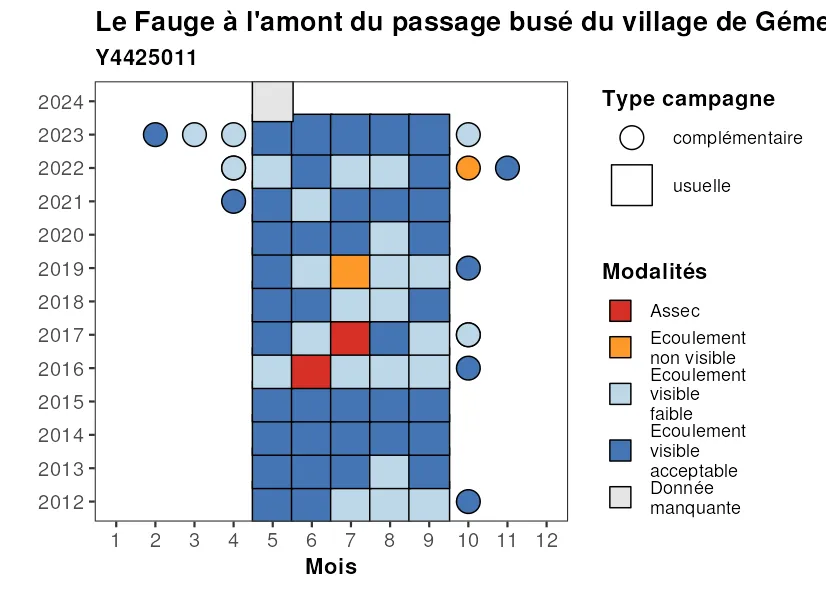 Le Fauge à l'amont du passage busé du village de Géme
Y4425011
2024
2023
2022
2021
2020
2019
2018
2017
2016
2015
2014
2013
2012
1 2 3 4 5 6 7 8 9 10 11 12
Mois
Type campagne
complémentaire
usuelle
Modalités
Assec
Ecoulement
non visible
Ecoulement
visible
faible
Ecoulement
visible
acceptable
Donnée
manquante